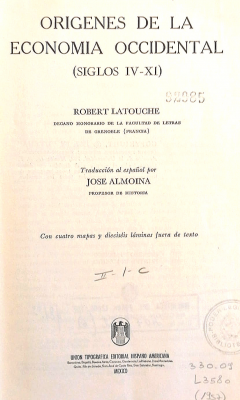 ORIGENES DE LA
ECONOMIA OCCIDENTAL
(SIGLOS IV-XI)
ROBERT LATOUCHE
DECANO HONORARIO DE LA FACULTAD DE LETRAS
DE GRENOBLE (FRANCIA)
Traducción al español por
JOSE ALMOINA
PROFESOR DE HISTORIA
Con cuatro mapas y dieciséis láminas fuera de texto
II-1-C
UNION TIPOGRAFICA EDITORIAL HISPANO AMERICANA
MEXICO
330.09
L3580